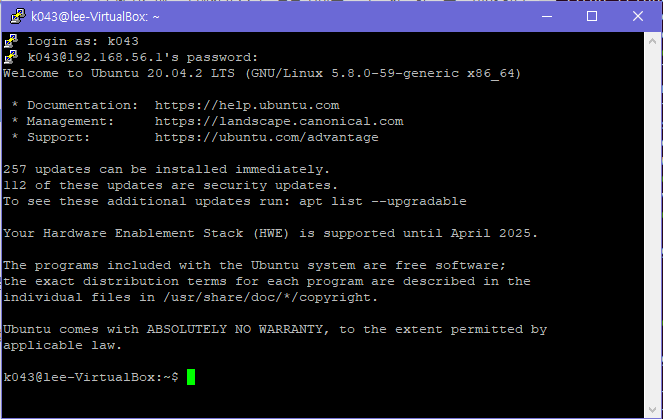 k043@lee-VirtualBox: ~
login as: k043
k043@192.168.56.1's password:
Welcome to Ubuntu 20.04.2 LTS (GNU/Linux 5.8.0-59-generic x86_64)
* Documentation:  https://help.ubuntu.com
* Management:     https://landscape.canonical.com
* Support:        https://ubuntu.com/advantage
257 updates can be installed immediately.
112 of these updates are security updates.
To see these additional updates run: apt list --upgradable
Your Hardware Enablement Stack (HWE) is supported until April 2025.
The programs included with the Ubuntu system are free software;
the exact distribution terms for each program are described in the
individual files in /usr/share/doc/*/copyright.
Ubuntu comes with ABSOLUTELY NO WARRANTY, to the extent permitted by
applicable law.
k043@lee-VirtualBox:~$